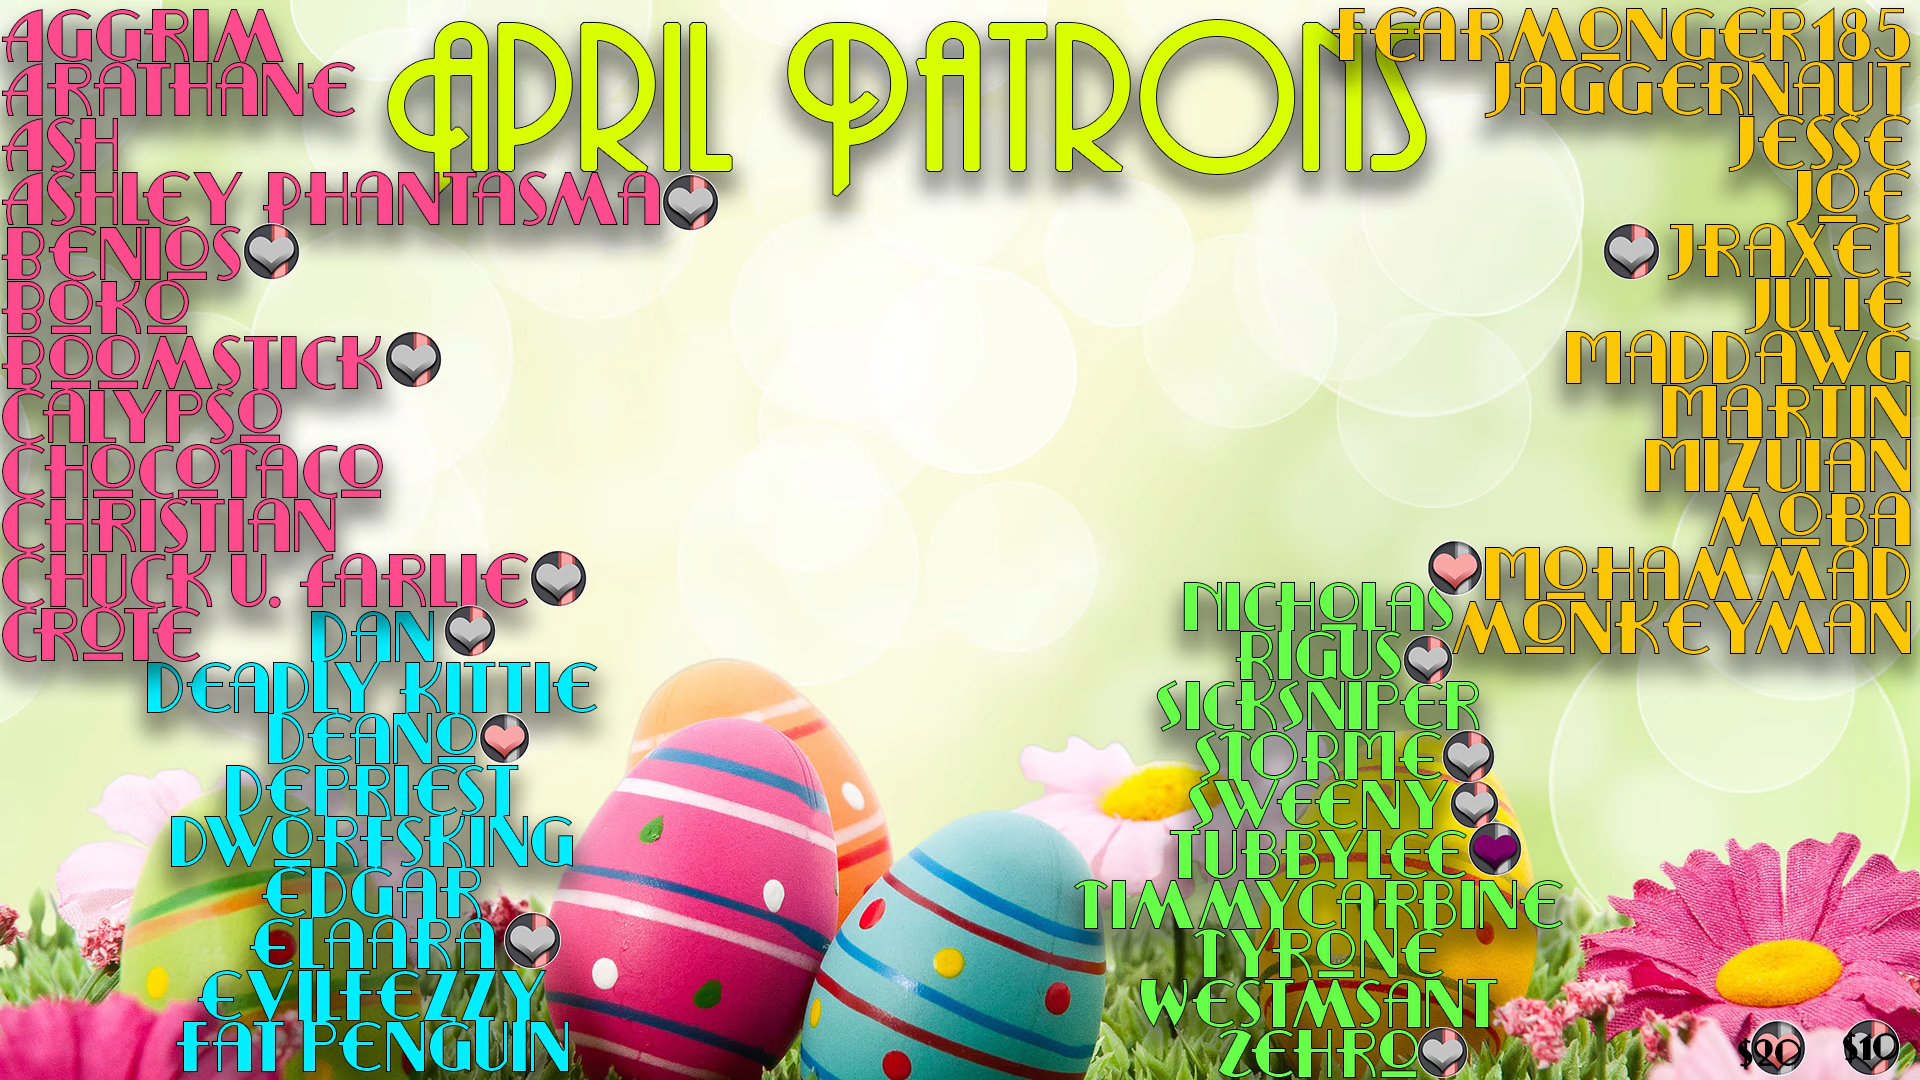 APRIL PATRONS
AGGRIM
ARATHANE
ASH
ASHLEY PHANTASMA
BENIOS
BOKO
BOOMSTICK
CALYPSO
CHOCOTACO
CHRISTIAN
CHUCK U. FARLIE
CROTE
DAN
DEADLY KITTIE
DEANO
DEPRIEST
DWORFSKING
EDGAR
ELAARA
EVILFEZZY
FAT PENGUIN
FEARMONGER185
JAGGERNAUT
JESSE
JOE
JRAXEL
JULIE
MADDAWG
MARTIN
MIZUIAN
MOBA
MOHAMMAD
MONKEYMAN
NICHOLAS
RIGUS
SICKSNIPER
STORME
SWEENY
TUBBYLEE
TIMMYCARBINE
TYRONE
WESTMSANT
ZEHRO
$20 $10